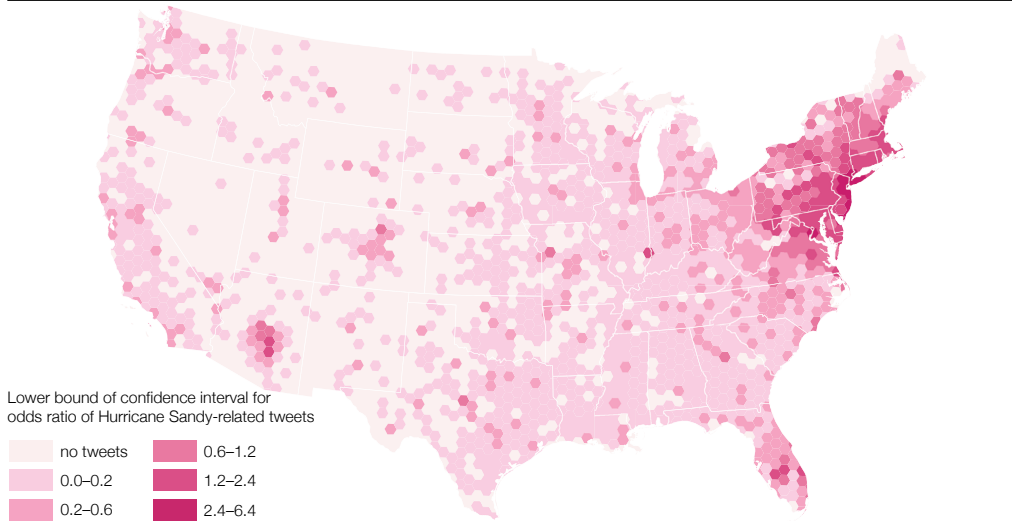 Lower bound of confidence interval for
odds ratio of Hurricane Sandy-related tweets
no tweets
0.0–0.2
0.2–0.6
0.6–1.2
1.2–2.4
2.4–6.4